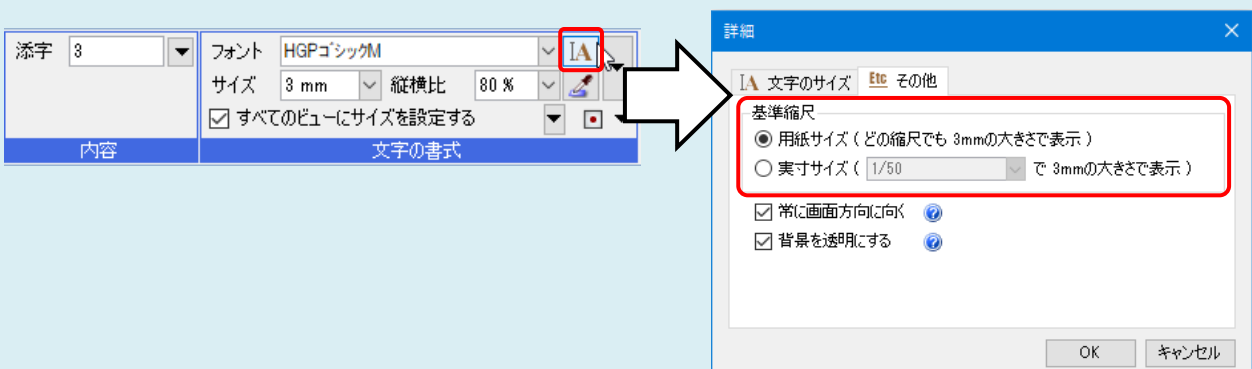 添字 3
フォント HGPゴシックM IA
サイズ 3 mm 縦横比 80 %
すべてのビューにサイズを設定する
内容
文字の書式
詳細
IA 文字のサイズ Etc その他
基準縮尺
用紙サイズ ( どの縮尺でも 3mmの大きさで表示 )
実寸サイズ ( 1/50 で 3mmの大きさで表示 )
常に画面方向に向く ?
背景を透明にする ?
OK キャンセル